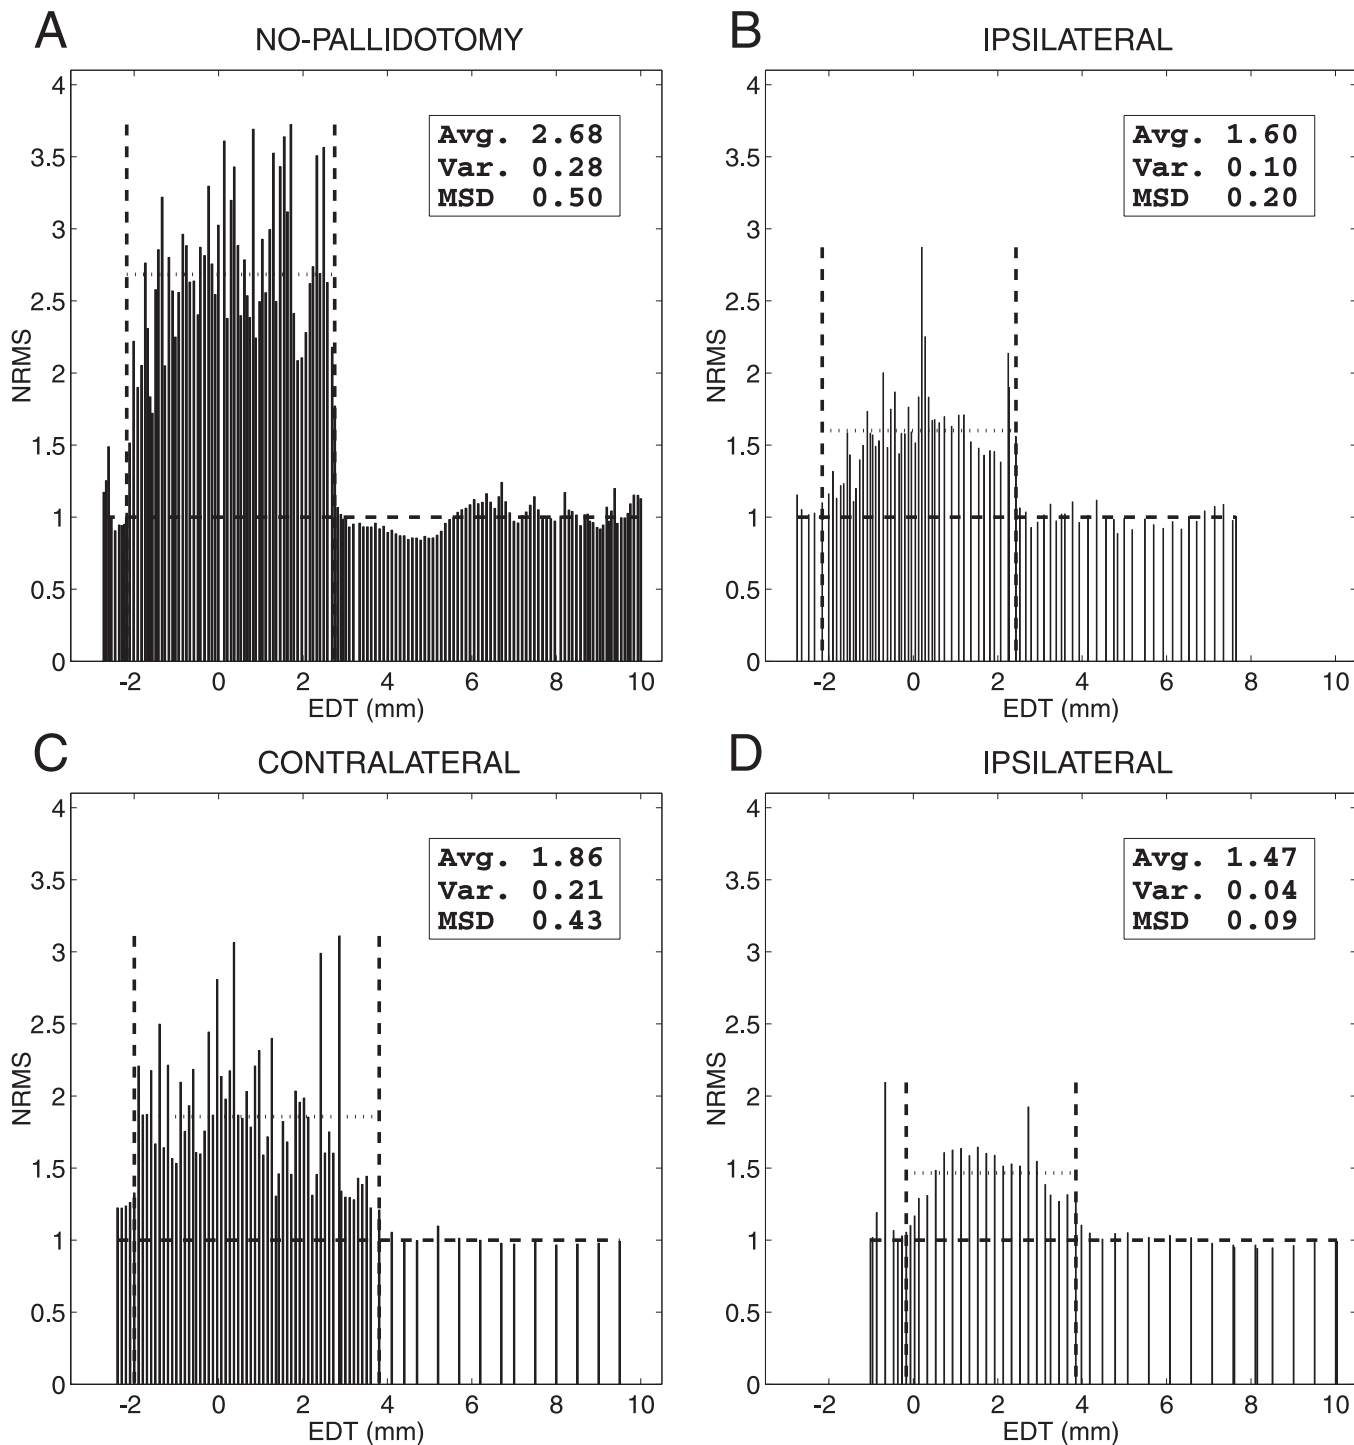 A
NO-PALLIDOTOMY
4
3.5
3
2.5
2
1.5
1
0.5
0
NRMS
Avg. 2.68
Var. 0.28
MSD 0.50
-2 0 2 4 6 8 10
EDT (mm)
B
IPSILATERAL
4
3.5
3
2.5
2
1.5
1
0.5
0
NRMS
Avg. 1.60
Var. 0.10
MSD 0.20
-2 0 2 4 6 8 10
EDT (mm)
C
CONTRALATERAL
4
3.5
3
2.5
2
1.5
1
0.5
0
NRMS
Avg. 1.86
Var. 0.21
MSD 0.43
-2 0 2 4 6 8 10
EDT (mm)
D
IPSILATERAL
4
3.5
3
2.5
2
1.5
1
0.5
0
NRMS
Avg. 1.47
Var. 0.04
MSD 0.09
-2 0 2 4 6 8 10
EDT (mm)